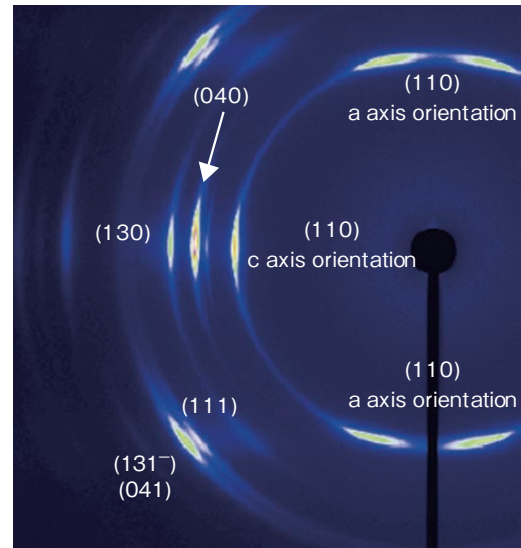 (110)
a axis orientation
(040)
(130)
(110)
c axis orientation
(110)
a axis orientation
(111)
(131⁻)
(041)